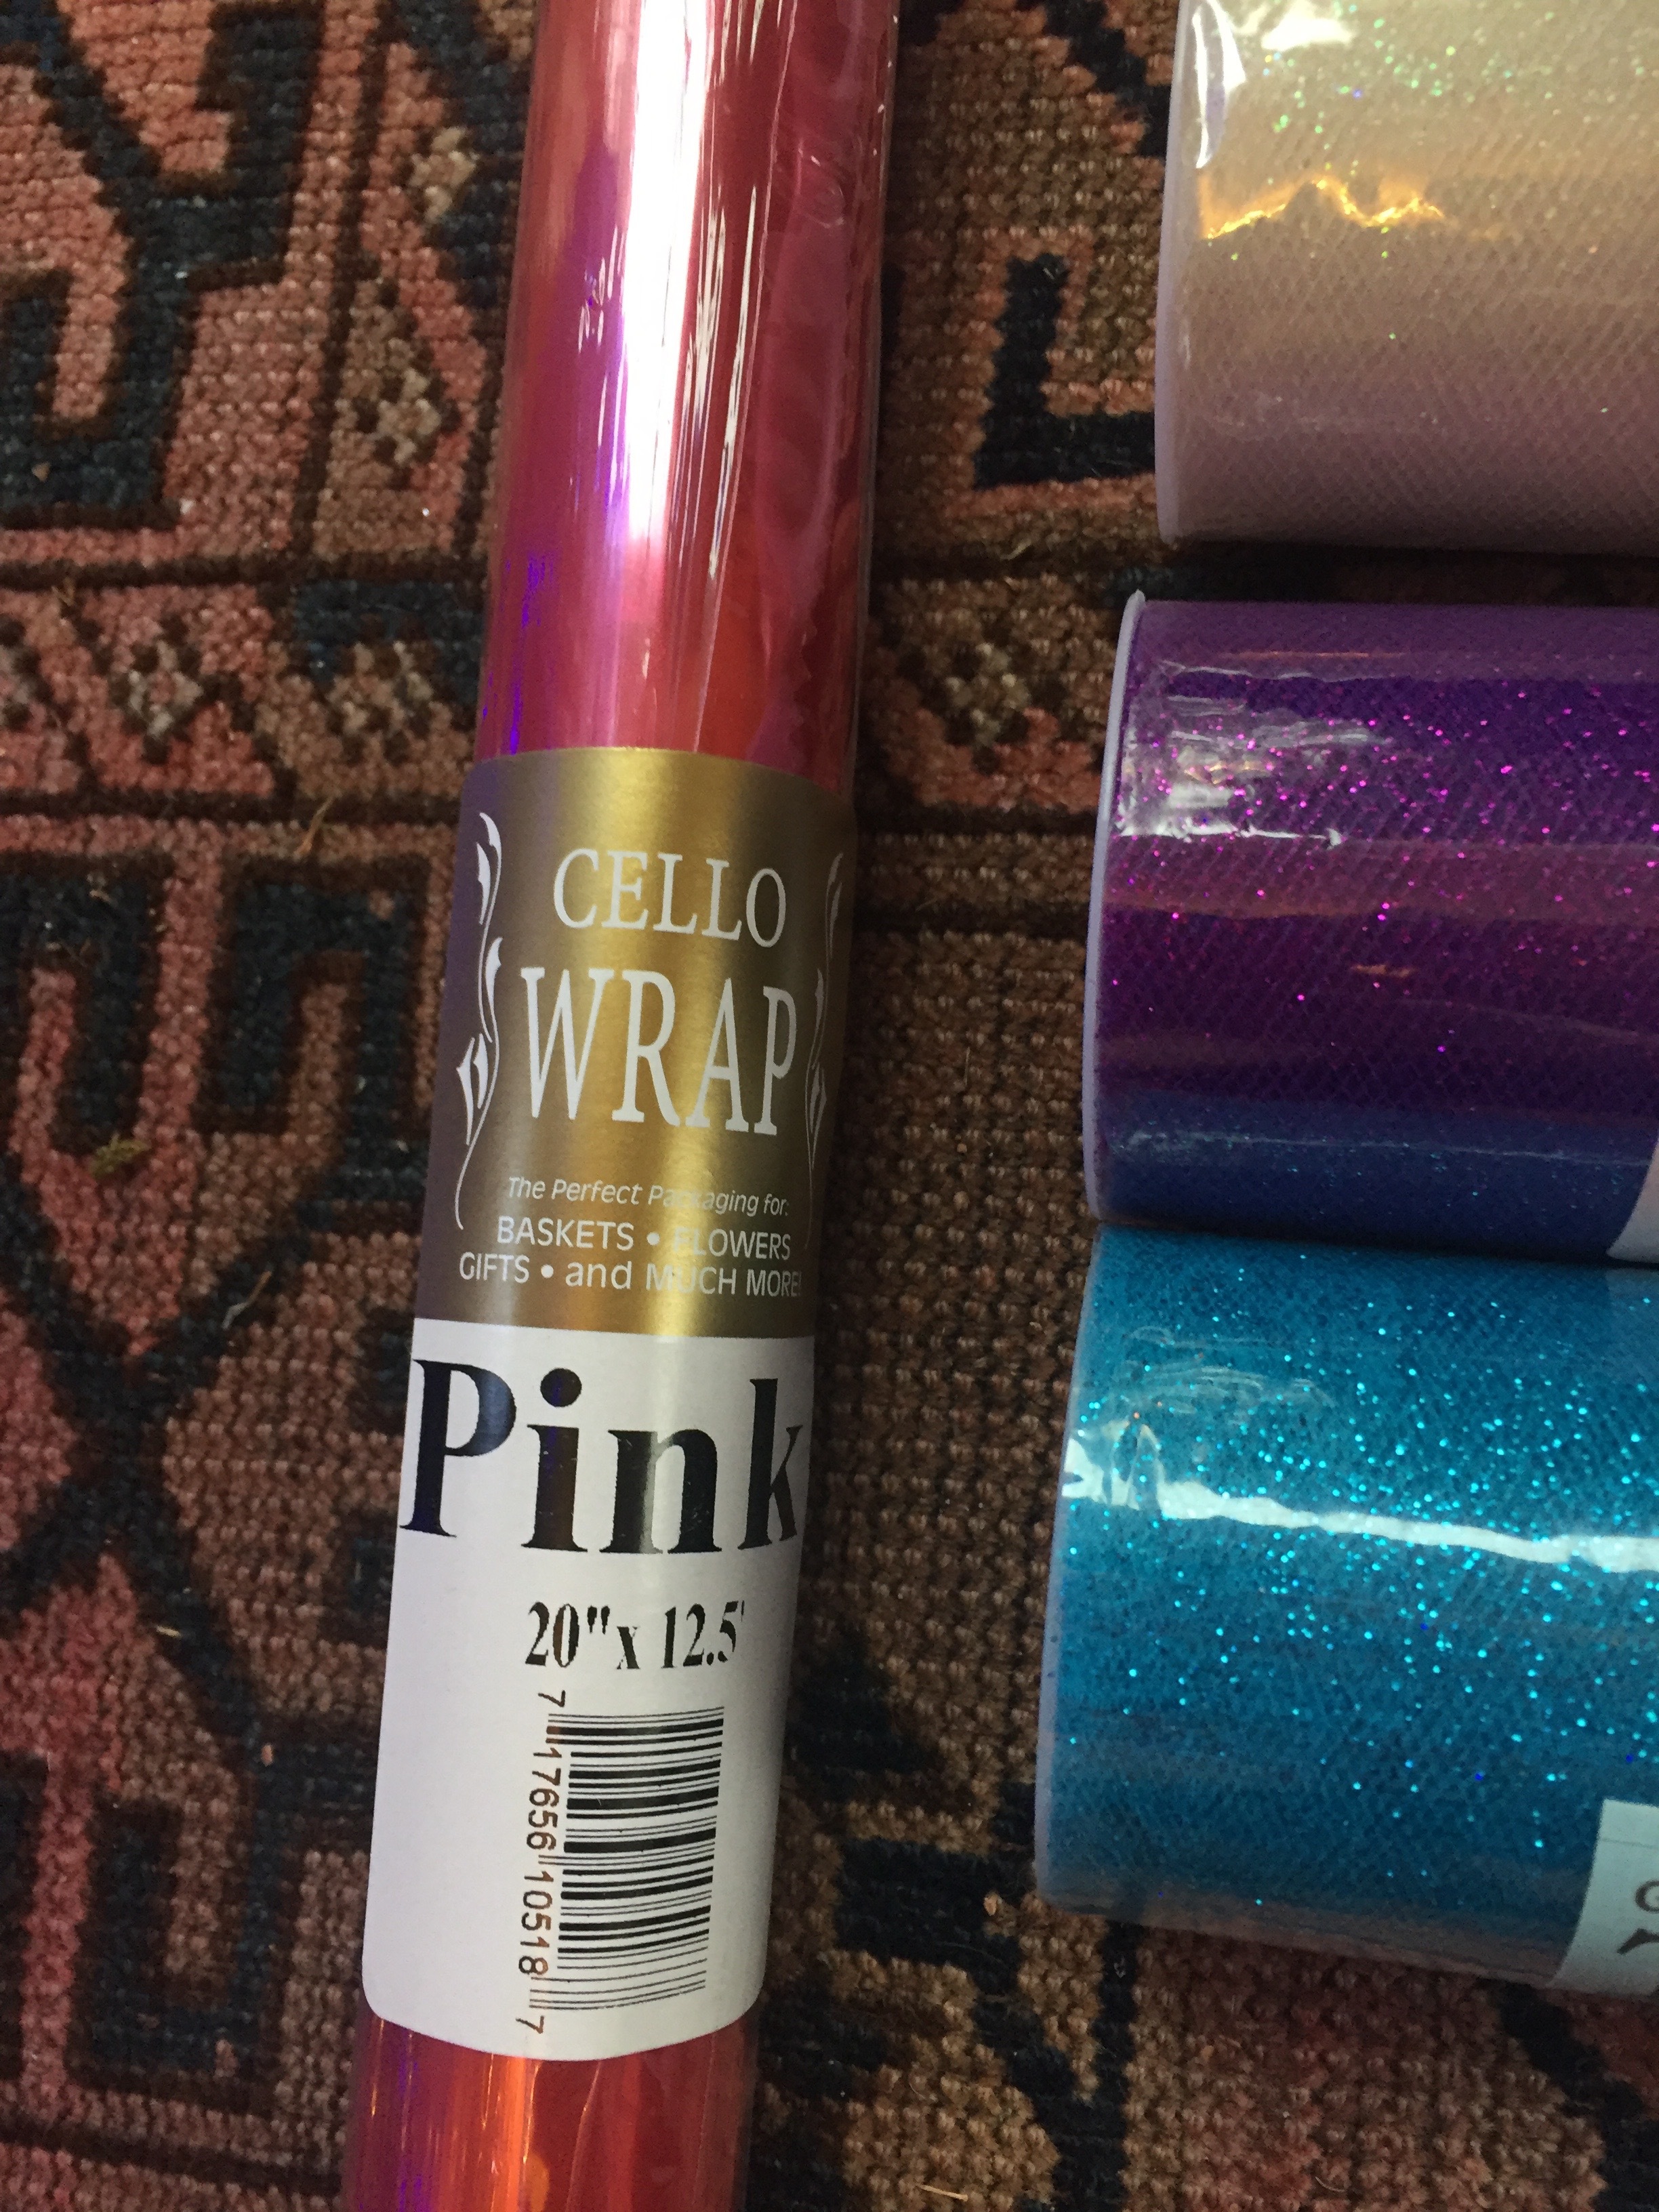 CELLO
WRAP
The Perfect Packaging for:
BASKETS • FLOWERS
GIFTS • and MUCH MORE!
Pink
20" x 12.5'
7 17656 10518 7